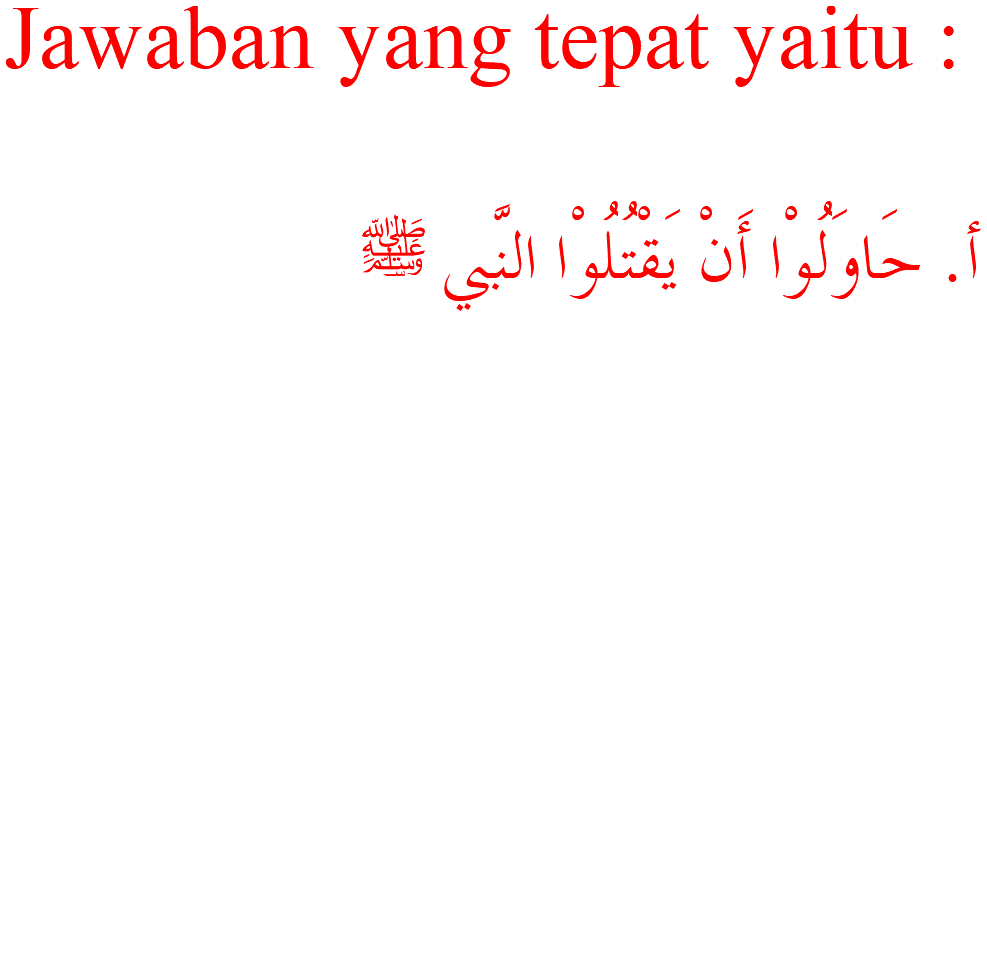 Jawaban yang tepat yaitu :
أ. حَاوَلُوْا أَنْ يَقْتُلُوْا النَّبي ﷺ